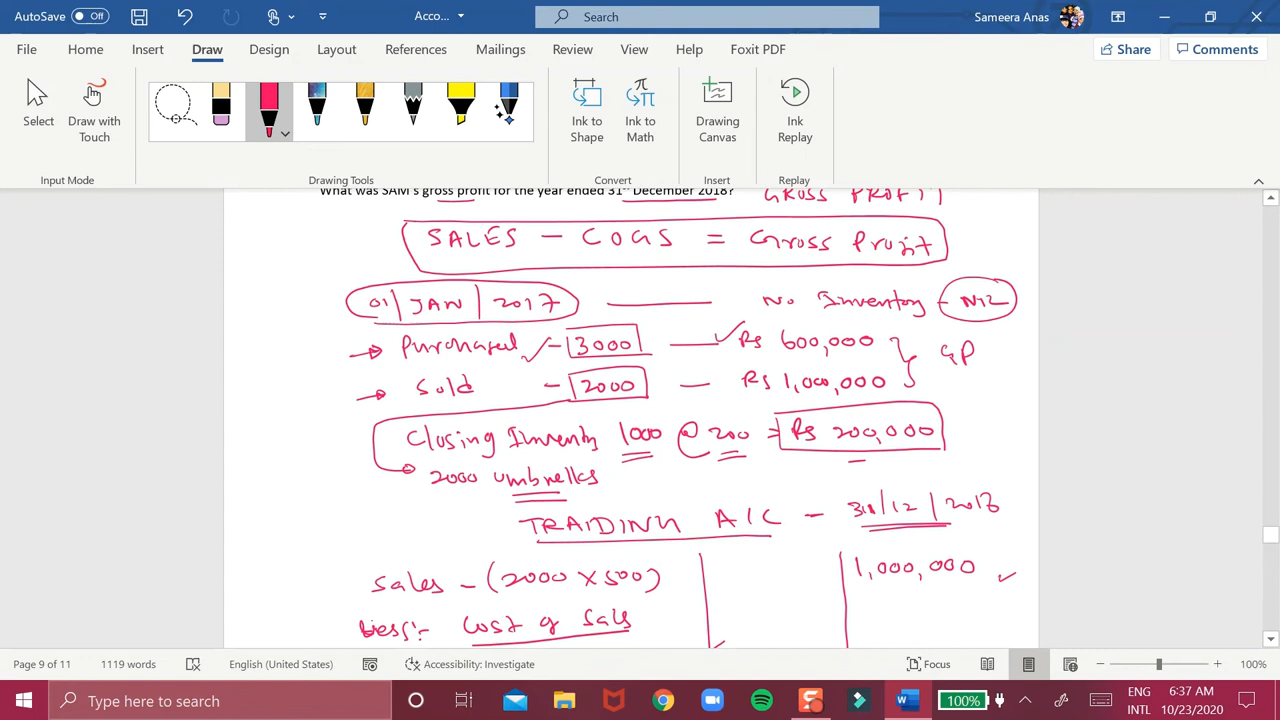 AutoSave Off Acco... Search Sameera Anas
File Home Insert Draw Design Layout References Mailings Review View Help Foxit PDF Share Comments
Select Draw with Touch Ink to Shape Ink to Math Drawing Canvas Ink Replay
Input Mode Drawing Tools Convert Insert Replay
What was SAM's gross profit for the year ended 31st December 2018? GROSS PROFIT
SALES - COGS = Gross Profit
01 | JAN | 2017 No Inventory - NIL
Purchased - 3000 Rs 600,000 GP
Sold - 2000 - Rs 1,000,000
Closing Inventy 1000 @ 200 = Rs 200,000
2000 umbrellas
TRAIDING A/C - 31/12/2018
Sales - (2000 X 500) 1,000,000
less:- Cost of Sales
Page 9 of 11 1119 words English (United States) Accessibility: Investigate Focus 100%
Type here to search 100% ENG INTL 6:37 AM 10/23/2020